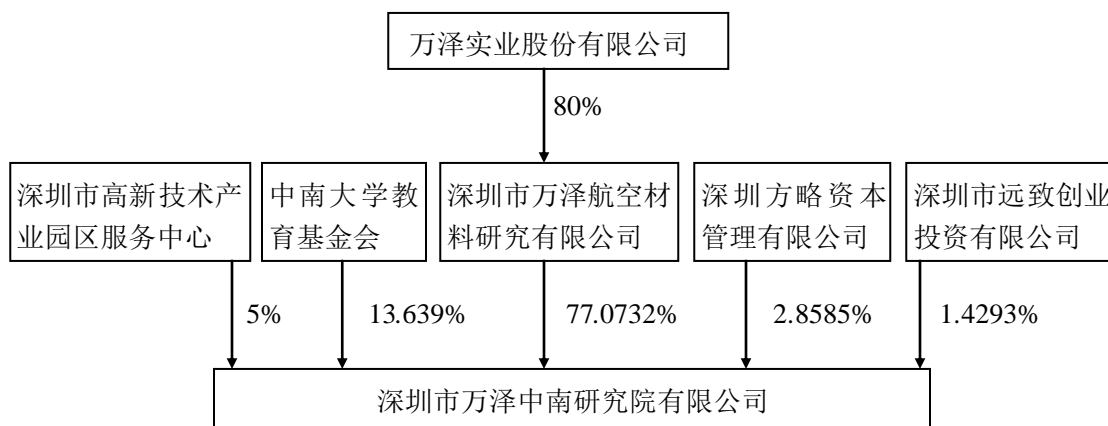 万泽实业股份有限公司
80%
深圳市高新技术产
业园区服务中心
中南大学教
育基金会
深圳市万泽航空材
料研究有限公司
深圳方略资本
管理有限公司
深圳市远致创业
投资有限公司
5%
13.639%
77.0732%
2.8585%
1.4293%
深圳市万泽中南研究院有限公司